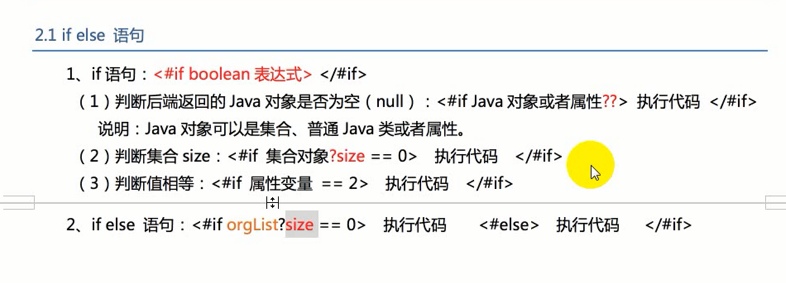 2.1 if else 语句
1、if 语句：<#if boolean 表达式> </#if>
（1）判断后端返回的 Java 对象是否为空（null）：<#if Java 对象或者属性??> 执行代码 </#if>
说明：Java 对象可以是集合、普通 Java 类或者属性。
（2）判断集合 size：<#if 集合对象?size == 0> 执行代码 </#if>
（3）判断值相等：<#if 属性变量 == 2> 执行代码 </#if>
2、if else 语句：<#if orgList?size == 0> 执行代码 <#else> 执行代码 </#if>